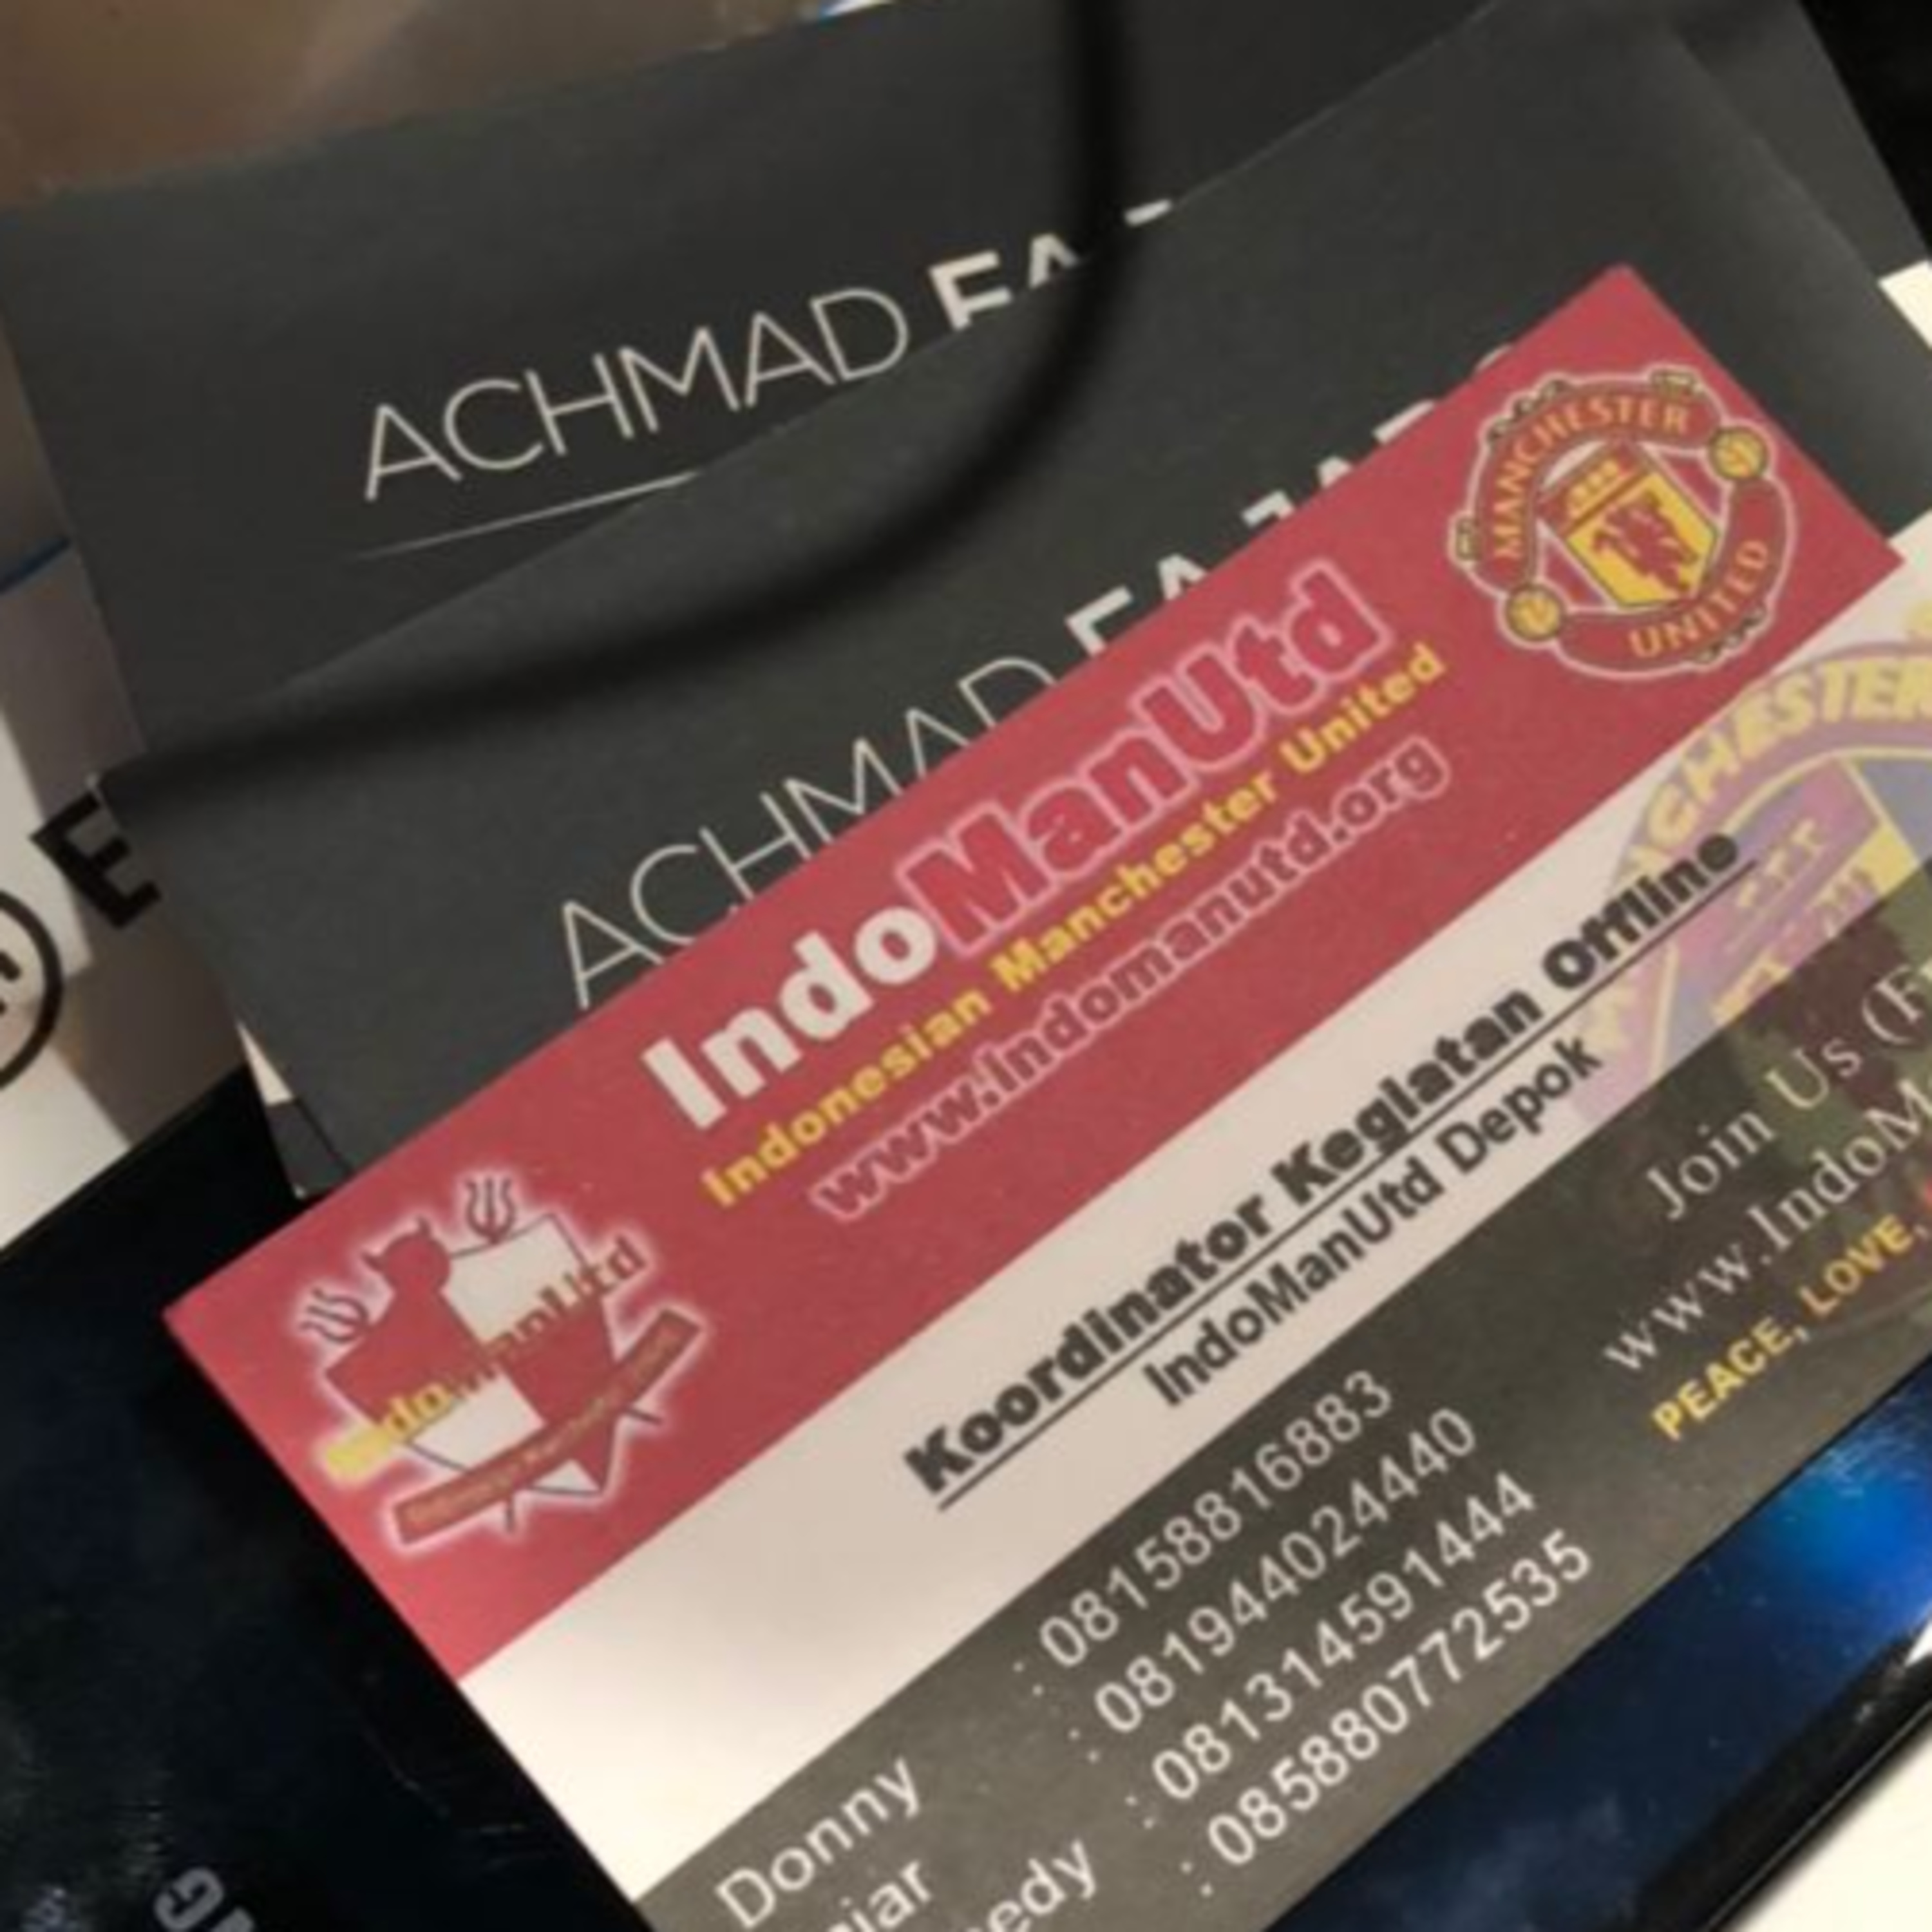 ACHMAD
ACHMAD
IndoManUtd
Indonesian Manchester United
www.Indomanutd.org
MANCHESTER
UNITED
Koordinator Kegiatan Offline
IndoManUtd Depok
Donny : 08158816883
: 081944024440
: 081314591444
: 085880772535
Join Us
PEACE, LOVE,